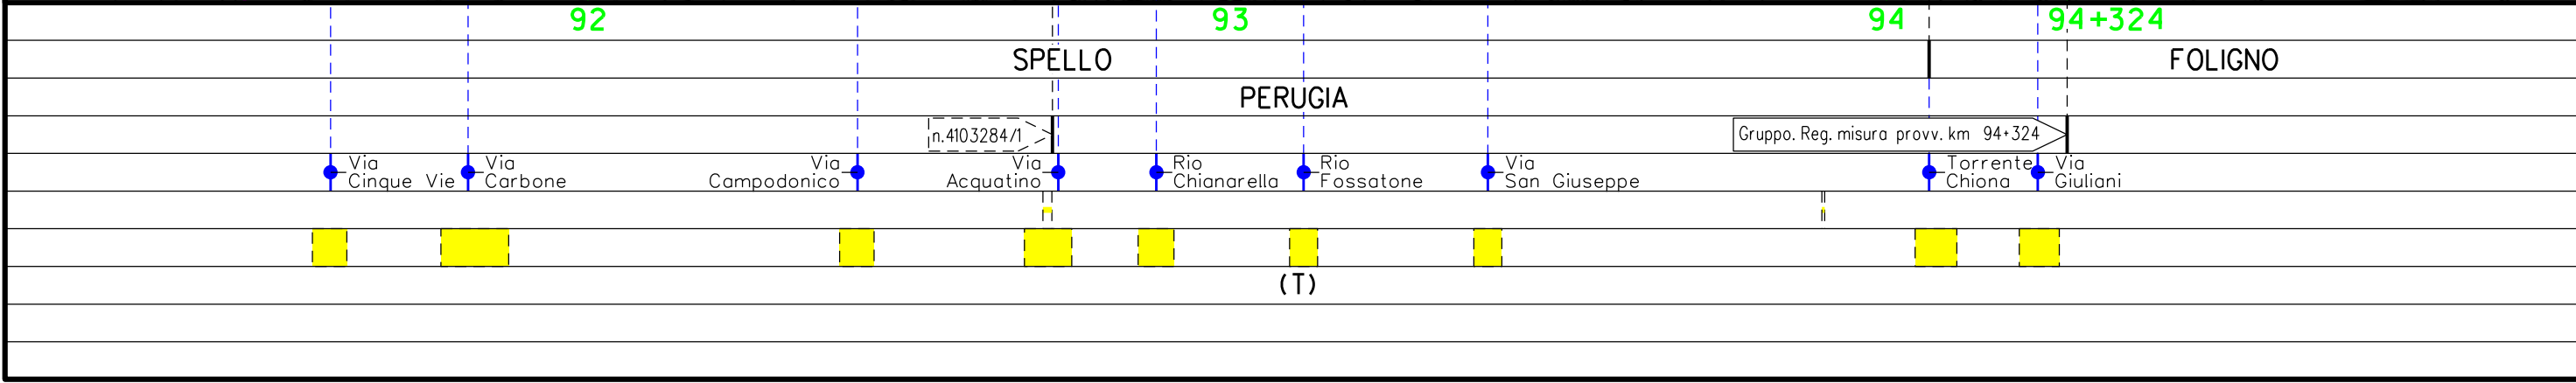 92 93 94 94+324
SPELLO FOLIGNO
PERUGIA
n.4103284/1 Gruppo. Reg. misura provv. km 94+324
Via
Cinque Vie
Via
Carbone
Via
Campodonico
Via
Acquatino
Rio
Chianarella
Rio
Fossatone
Via
San Giuseppe
Torrente
Chiona
Via
Giuliani
(T)